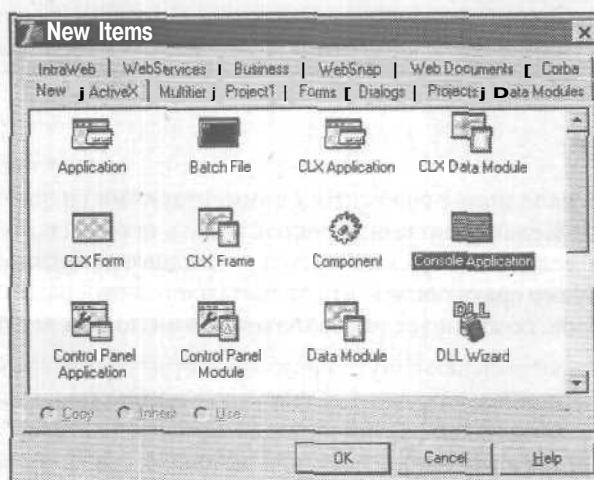 New Items
IntraWeb | WebServices | Business | WebSnap | Web Documents [ Corba
New j ActiveX | Multitier j Project1 | Forms [ Dialogs | Projects j Data Modules
Application Batch File CLX Application CLX Data Module
CLX Form CLX Frame Component Console Application
Control Panel Application Control Panel Module Data Module DLL Wizard
Copy Inherit Use
OK Cancel Help